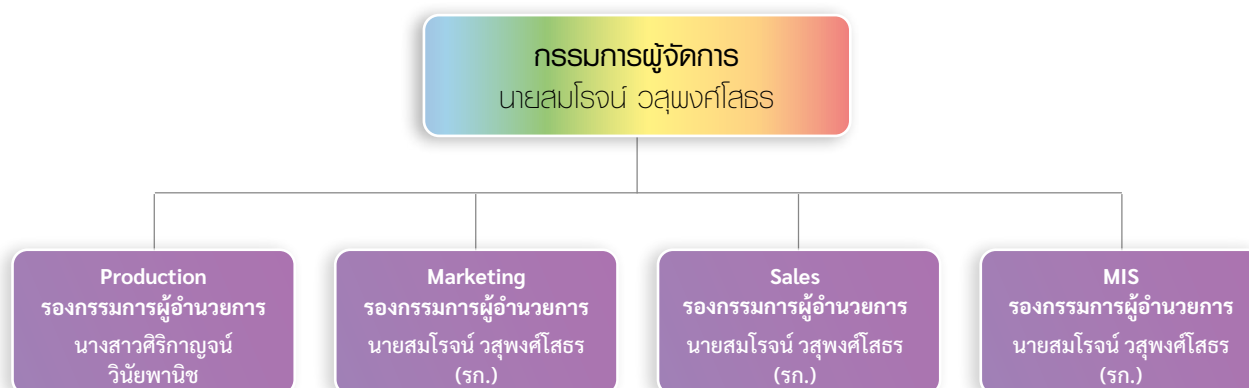 กรรมการผู้จัดการ
นายสมโรจน์ วสุพงศ์โสธร
Production
รองกรรมการผู้อำนวยการ
นางสาวศิริกาญจน์
วินัยพานิช
Marketing
รองกรรมการผู้อำนวยการ
นายสมโรจน์ วสุพงศ์โสธร
(รก.)
Sales
รองกรรมการผู้อำนวยการ
นายสมโรจน์ วสุพงศ์โสธร
(รก.)
MIS
รองกรรมการผู้อำนวยการ
นายสมโรจน์ วสุพงศ์โสธร
(รก.)